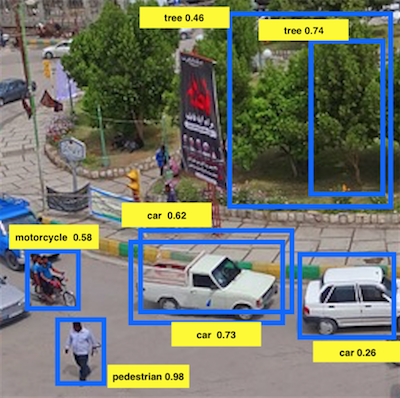 tree 0.46
tree 0.74
car 0.62
motorcycle 0.58
car 0.73
car 0.26
pedestrian 0.98